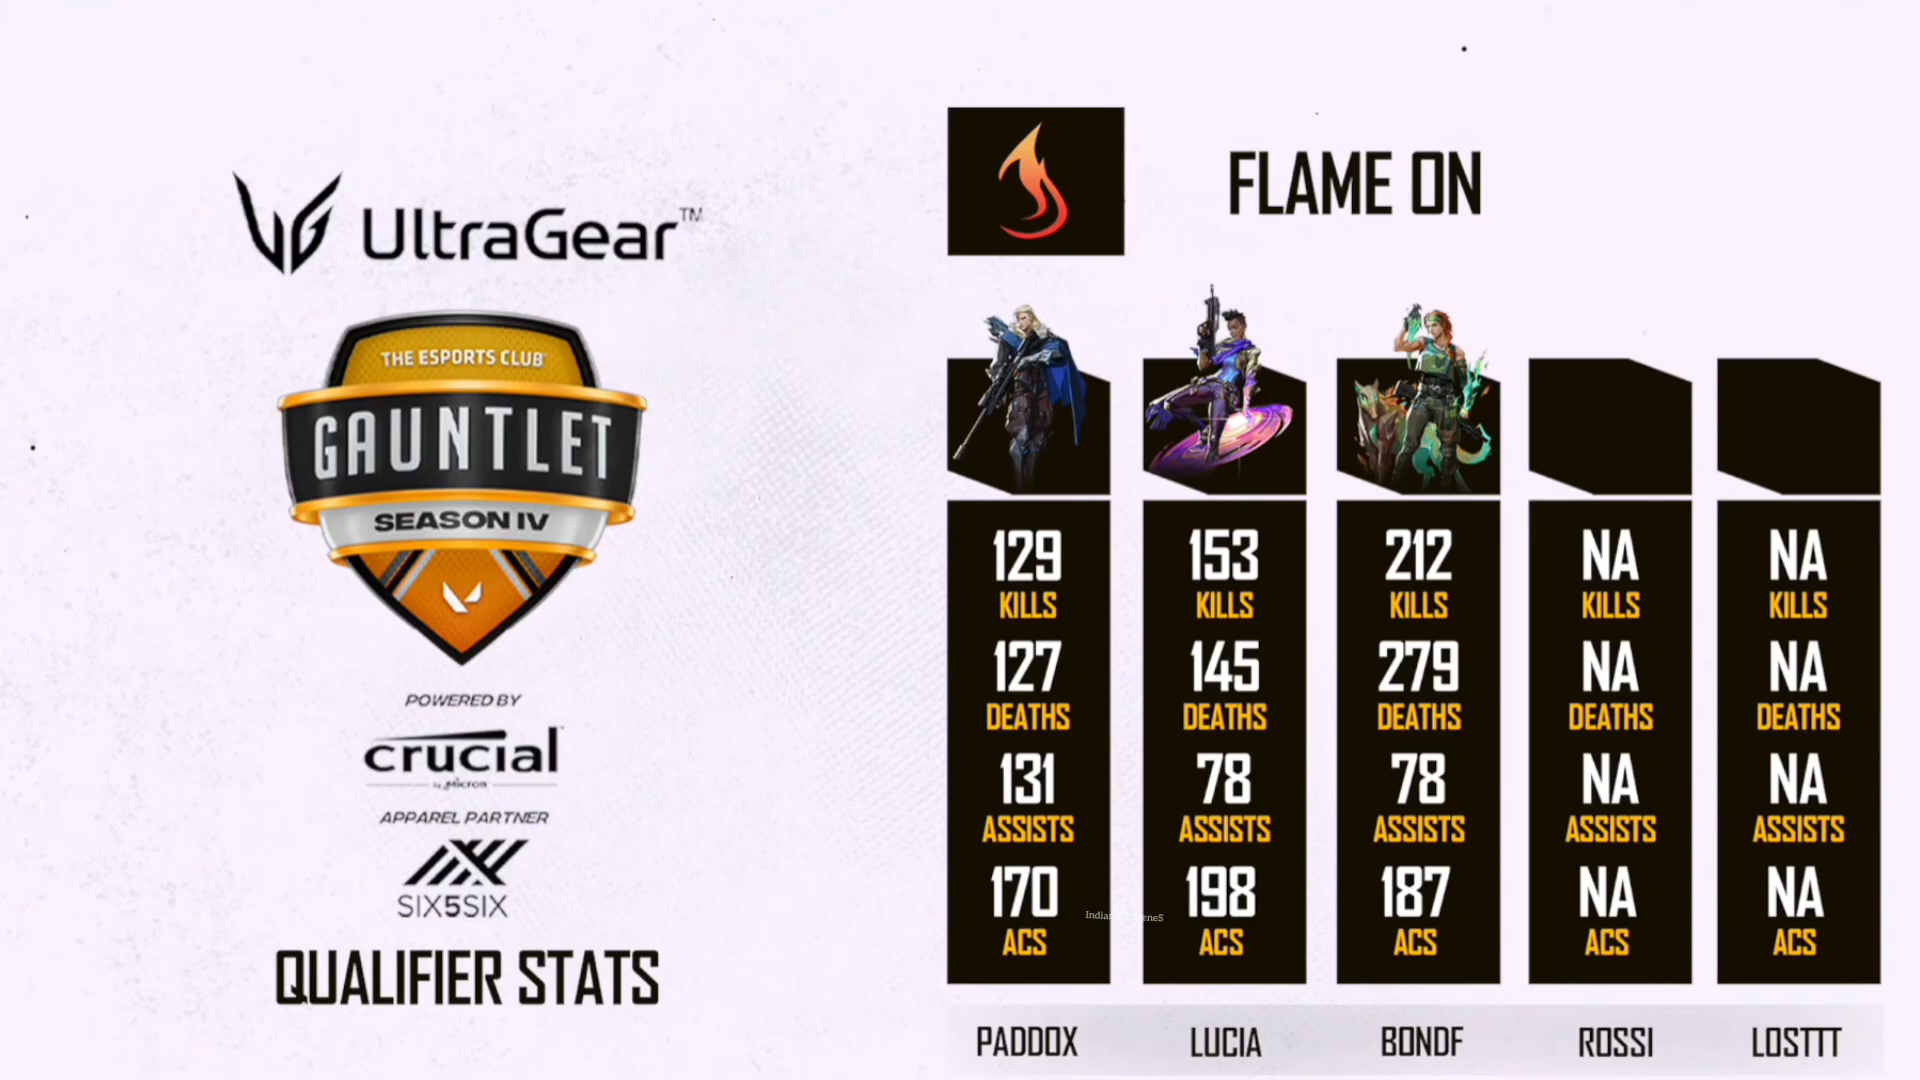 UltraGear™
THE ESPORTS CLUB
GAUNTLET
SEASON IV
POWERED BY
crucial
by Micron
APPAREL PARTNER
SIX5SIX
QUALIFIER STATS
FLAME ON
129 153 212 NA NA
KILLS KILLS KILLS KILLS KILLS
127 145 279 NA NA
DEATHS DEATHS DEATHS DEATHS DEATHS
131 78 78 NA NA
ASSISTS ASSISTS ASSISTS ASSISTS ASSISTS
170 198 187 NA NA
ACS ACS ACS ACS ACS
PADDOX LUCIA BONDF ROSSI LOSTTT